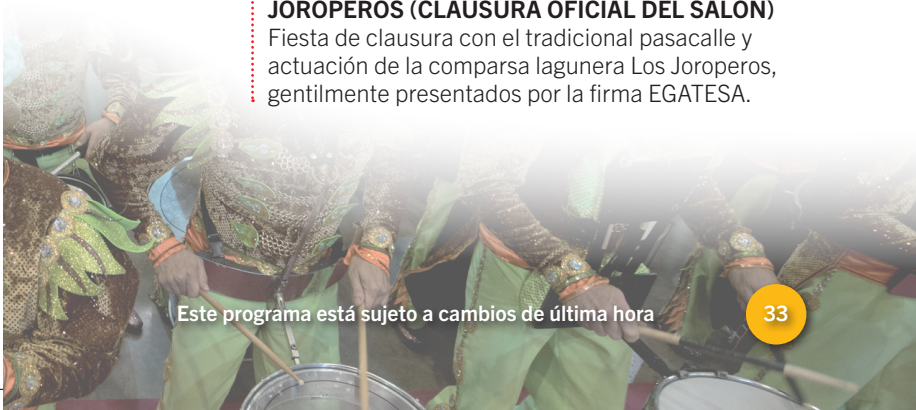 JOROPEROS (CLAUSURA OFICIAL DEL SALÓN)
Fiesta de clausura con el tradicional pasacalle y
actuación de la comparsa lagunera Los Joroperos,
gentilmente presentados por la firma EGATESA.
Este programa está sujeto a cambios de última hora
33